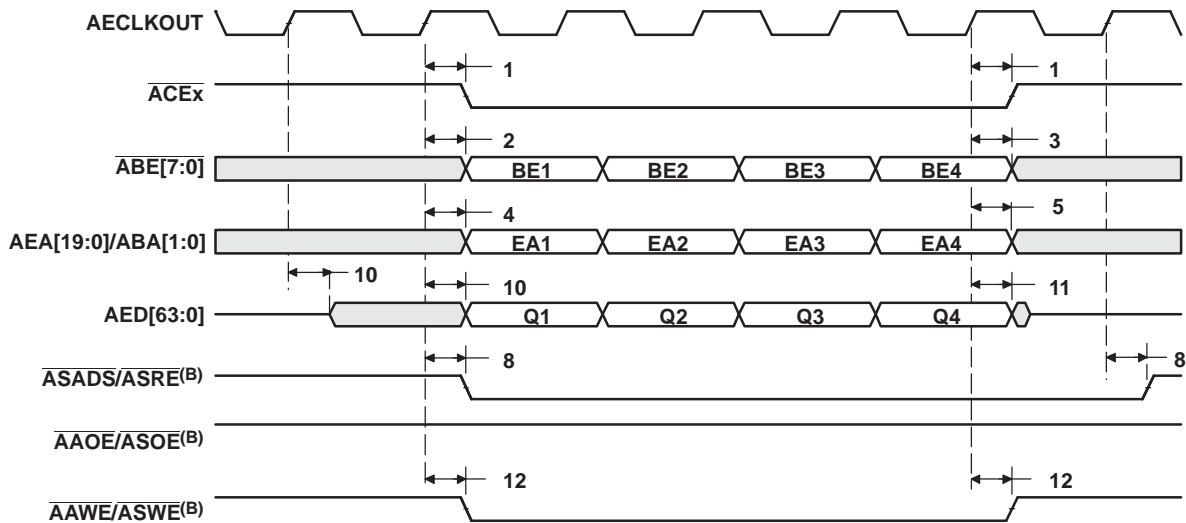 AECLKOUT
1 1
ACEx
2 3
ABE[7:0] BE1 BE2 BE3 BE4
4 5
AEA[19:0]/ABA[1:0] EA1 EA2 EA3 EA4
10 10 11
AED[63:0] Q1 Q2 Q3 Q4
8 8
ASADS/ASRE(B)
AAOE/ASOE(B)
12 12
AAWE/ASWE(B)